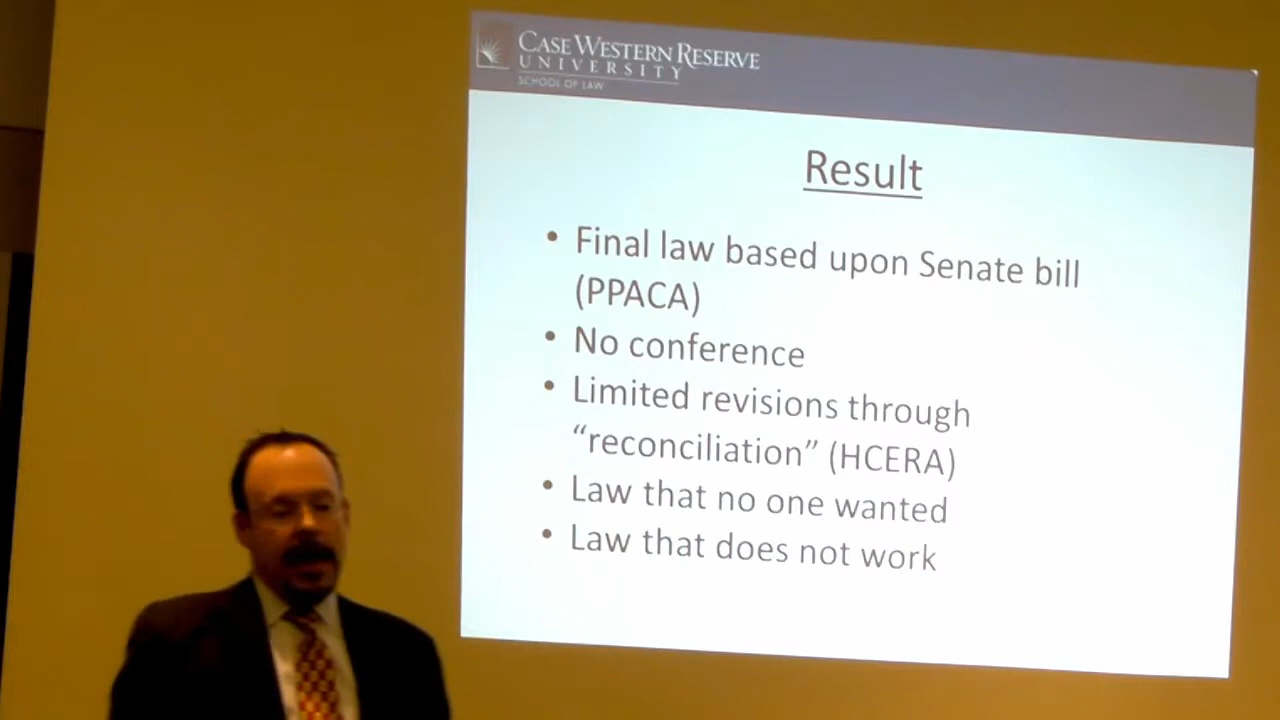 CASE WESTERN RESERVE
UNIVERSITY
SCHOOL OF LAW
Result
• Final law based upon Senate bill
(PPACA)
• No conference
• Limited revisions through
“reconciliation” (HCERA)
• Law that no one wanted
• Law that does not work